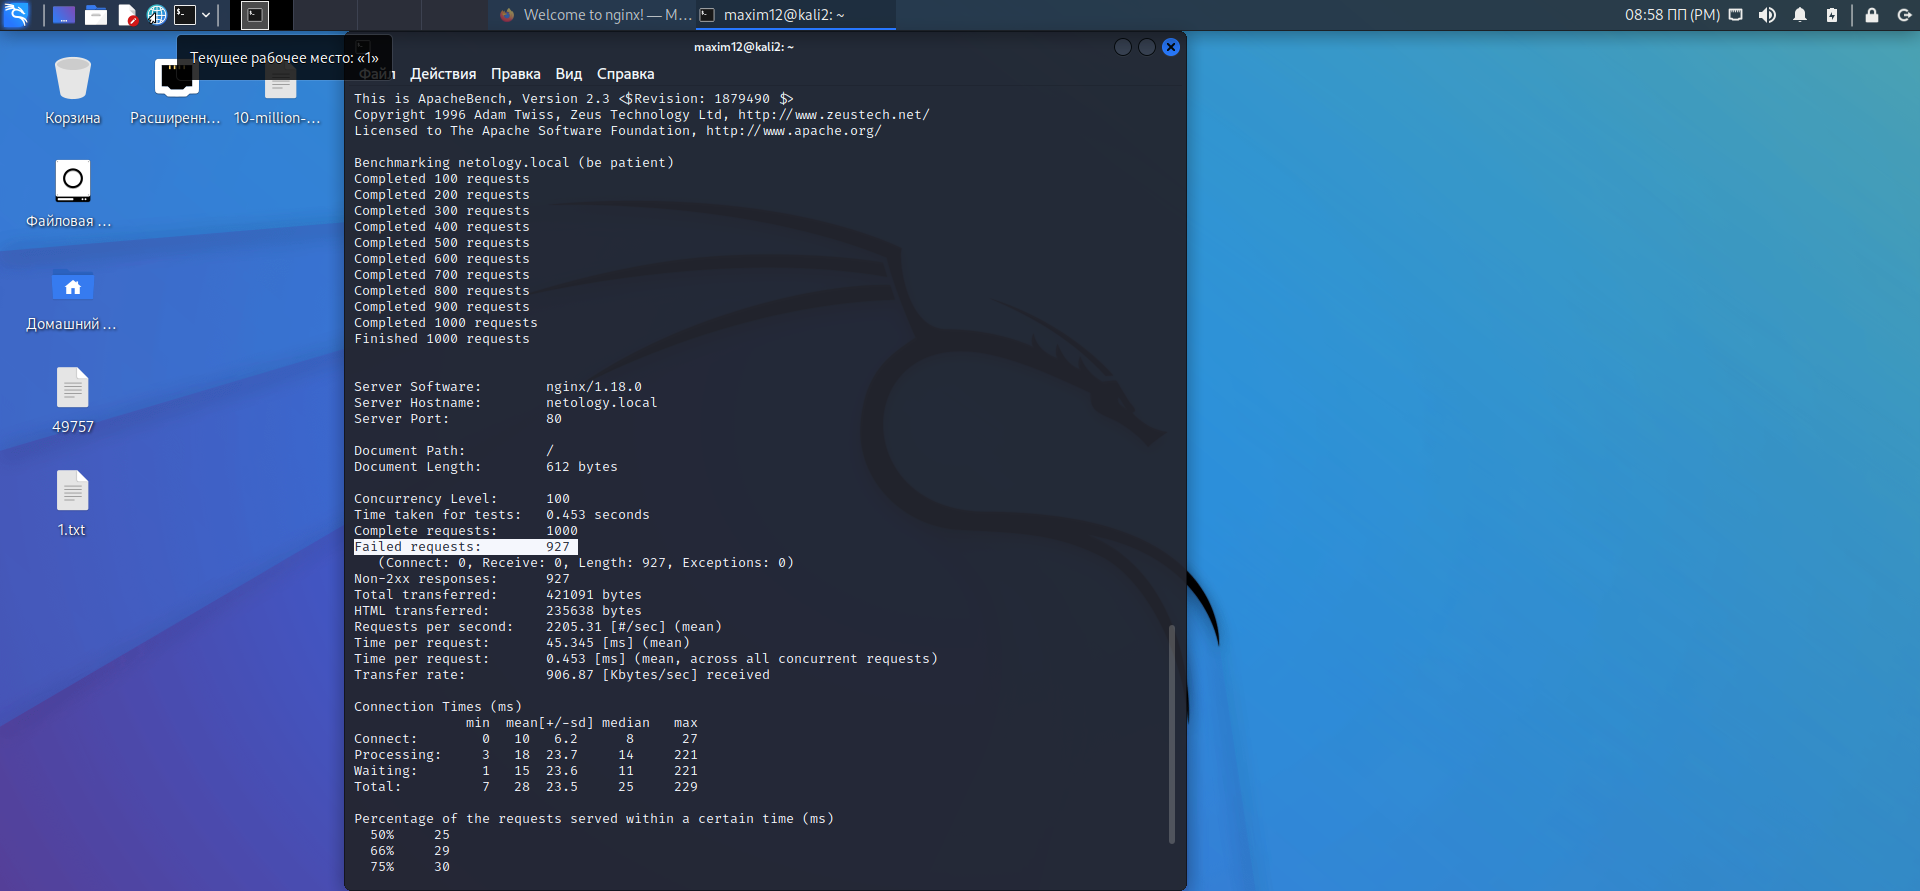 Welcome to nginx! — M...
maxim12@kali2: ~
08:58 ПП (PM)
Текущее рабочее место: «1»
Корзина
Расширенн...
10-million-...
Файловая ...
Домашний ...
49757
1.txt
maxim12@kali2: ~
Файл Действия Правка Вид Справка
This is ApacheBench, Version 2.3 <$Revision: 1879490 $>
Copyright 1996 Adam Twiss, Zeus Technology Ltd, http://www.zeustech.net/
Licensed to The Apache Software Foundation, http://www.apache.org/
Benchmarking netology.local (be patient)
Completed 100 requests
Completed 200 requests
Completed 300 requests
Completed 400 requests
Completed 500 requests
Completed 600 requests
Completed 700 requests
Completed 800 requests
Completed 900 requests
Completed 1000 requests
Finished 1000 requests
Server Software: nginx/1.18.0
Server Hostname: netology.local
Server Port: 80
Document Path: /
Document Length: 612 bytes
Concurrency Level: 100
Time taken for tests: 0.453 seconds
Complete requests: 1000
Failed requests: 927
(Connect: 0, Receive: 0, Length: 927, Exceptions: 0)
Non-2xx responses: 927
Total transferred: 421091 bytes
HTML transferred: 235638 bytes
Requests per second: 2205.31 [#/sec] (mean)
Time per request: 45.345 [ms] (mean)
Time per request: 0.453 [ms] (mean, across all concurrent requests)
Transfer rate: 906.87 [Kbytes/sec] received
Connection Times (ms)
min mean[+/-sd] median max
Connect: 0 10 6.2 8 27
Processing: 3 18 23.7 14 221
Waiting: 1 15 23.6 11 221
Total: 7 28 23.5 25 229
Percentage of the requests served within a certain time (ms)
50% 25
66% 29
75% 30